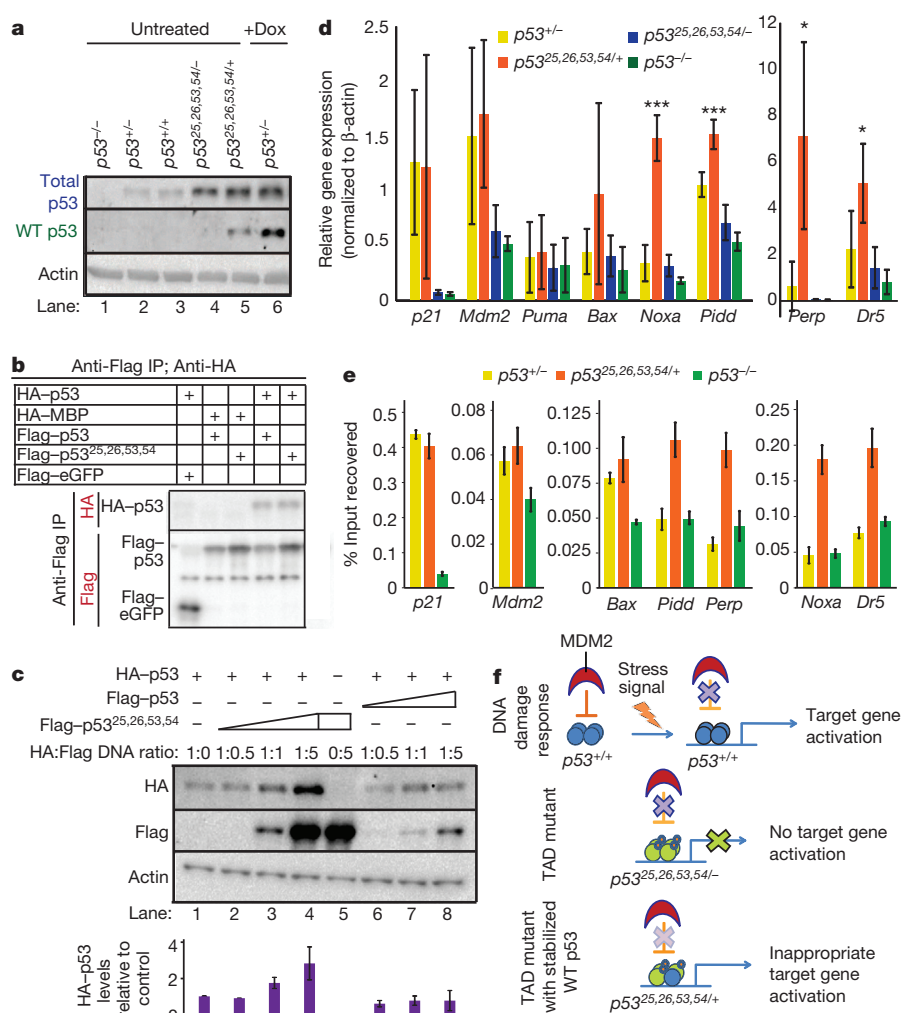 a
Untreated
+Dox
p53–/–
p53+/–
p53+/+
p5325,26,53,54/–
p5325,26,53,54/+
p53+/–
Total
p53
WT p53
Actin
Lane: 1 2 3 4 5 6
b
Anti-Flag IP; Anti-HA
HA–p53 + + +
HA–MBP + +
Flag–p53 + +
Flag–p5325,26,53,54 + +
Flag–eGFP +
Anti-Flag IP
HA
HA–p53
Flag
Flag–
p53
Flag–
eGFP
c
HA–p53 + + + + – + + +
Flag–p53 –
Flag–p5325,26,53,54 – – – –
HA:Flag DNA ratio: 1:0 1:0.5 1:1 1:5 0:5 1:0.5 1:1 1:5
HA
Flag
Actin
Lane: 1 2 3 4 5 6 7 8
HA–p53
levels
relative to
control
4
2
0
d
p53+/–
p5325,26,53,54/+
p5325,26,53,54/–
p53–/–
Relative gene expression
(normalized to β-actin)
2.5
2
1.5
1
0.5
0
*** ***
p21 Mdm2 Puma Bax Noxa Pidd
12
10
8
6
4
2
0
* *
Perp Dr5
e
p53+/– p5325,26,53,54/+ p53–/–
% Input recovered
0.5
0.4
0.3
0.2
0.1
0
p21
0.08
0.06
0.04
0.02
0
Mdm2
0.125
0.100
0.075
0.050
0.025
0
Bax Pidd Perp
0.25
0.20
0.15
0.10
0.05
0
Noxa Dr5
f
MDM2
DNA
damage
response
Stress
signal
p53+/+
p53+/+
Target gene
activation
TAD mutant
p5325,26,53,54/–
No target gene
activation
TAD mutant
with stabilized
WT p53
p5325,26,53,54/+
Inappropriate
target gene
activation